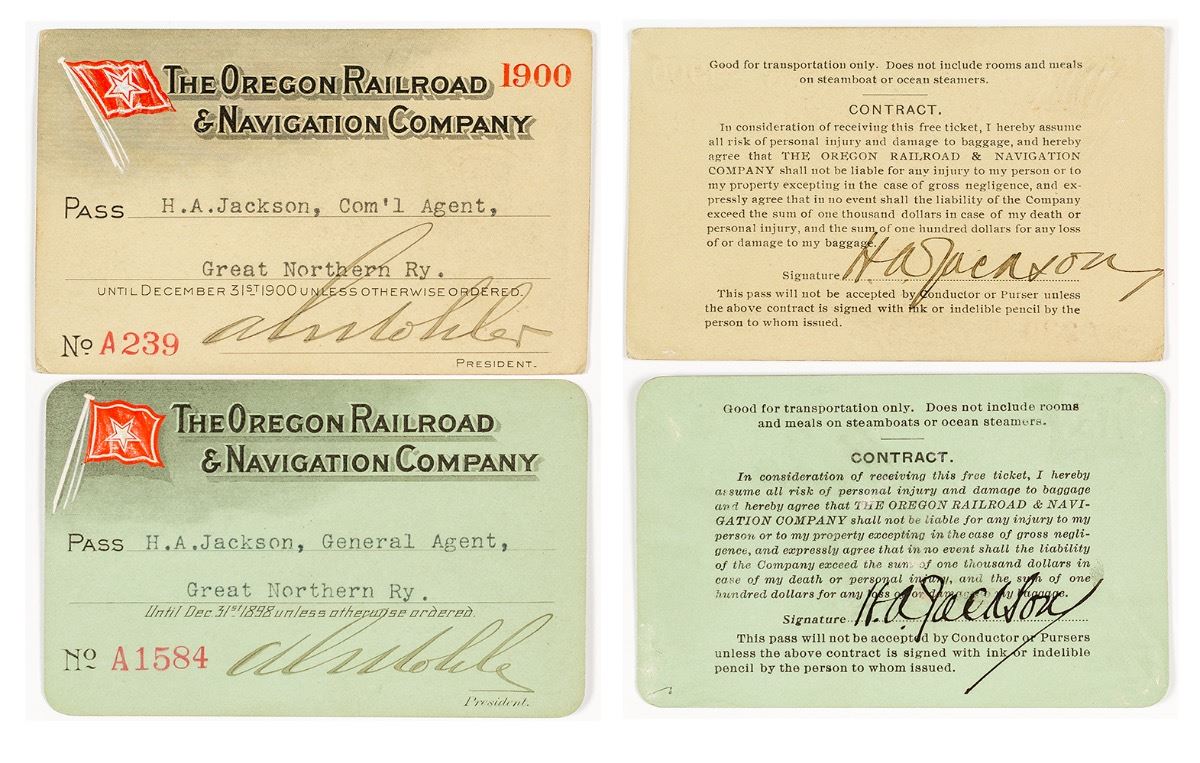 THE OREGON RAILROAD
& NAVIGATION COMPANY
1900
PASS H.A.Jackson, Com'l Agent,
Great Northern Ry.
UNTIL DECEMBER 31ST 1900 UNLESS OTHERWISE ORDERED.
No A239
PRESIDENT.
Good for transportation only. Does not include rooms and meals
on steamboat or ocean steamers.
CONTRACT.
In consideration of receiving this free ticket, I hereby assume
all risk of personal injury and damage to baggage, and hereby
agree that THE OREGON RAILROAD & NAVIGATION
COMPANY shall not be liable for any injury to my person or to
my property excepting in the case of gross negligence, and ex-
pressly agree that in no event shall the liability of the Company
exceed the sum of one thousand dollars in case of my death or
personal injury, and the sum of one hundred dollars for any loss
of or damage to my baggage.
Signature H A Jackson
This pass will not be accepted by Conductor or Purser unless
the above contract is signed with ink or indelible pencil by the
person to whom issued.
THE OREGON RAILROAD
& NAVIGATION COMPANY
PASS H.A.Jackson, General Agent,
Great Northern Ry.
Until Dec. 31st 1898 unless otherwise ordered.
No A1584
President.
Good for transportation only. Does not include rooms
and meals on steamboats or ocean steamers.
CONTRACT.
In consideration of receiving this free ticket, I hereby
assume all risk of personal injury and damage to baggage
and hereby agree that THE OREGON RAILROAD & NAVI-
GATION COMPANY shall not be liable for any injury to my
person or to my property excepting in the case of gross negli-
gence, and expressly agree that in no event shall the liability
of the Company exceed the sum of one thousand dollars in
case of my death or personal injury, and the sum of one
hundred dollars for any loss of or damage to my baggage.
Signature H.A. Jackson
This pass will not be accepted by Conductor or Pursers
unless the above contract is signed with ink or indelible
pencil by the person to whom issued.